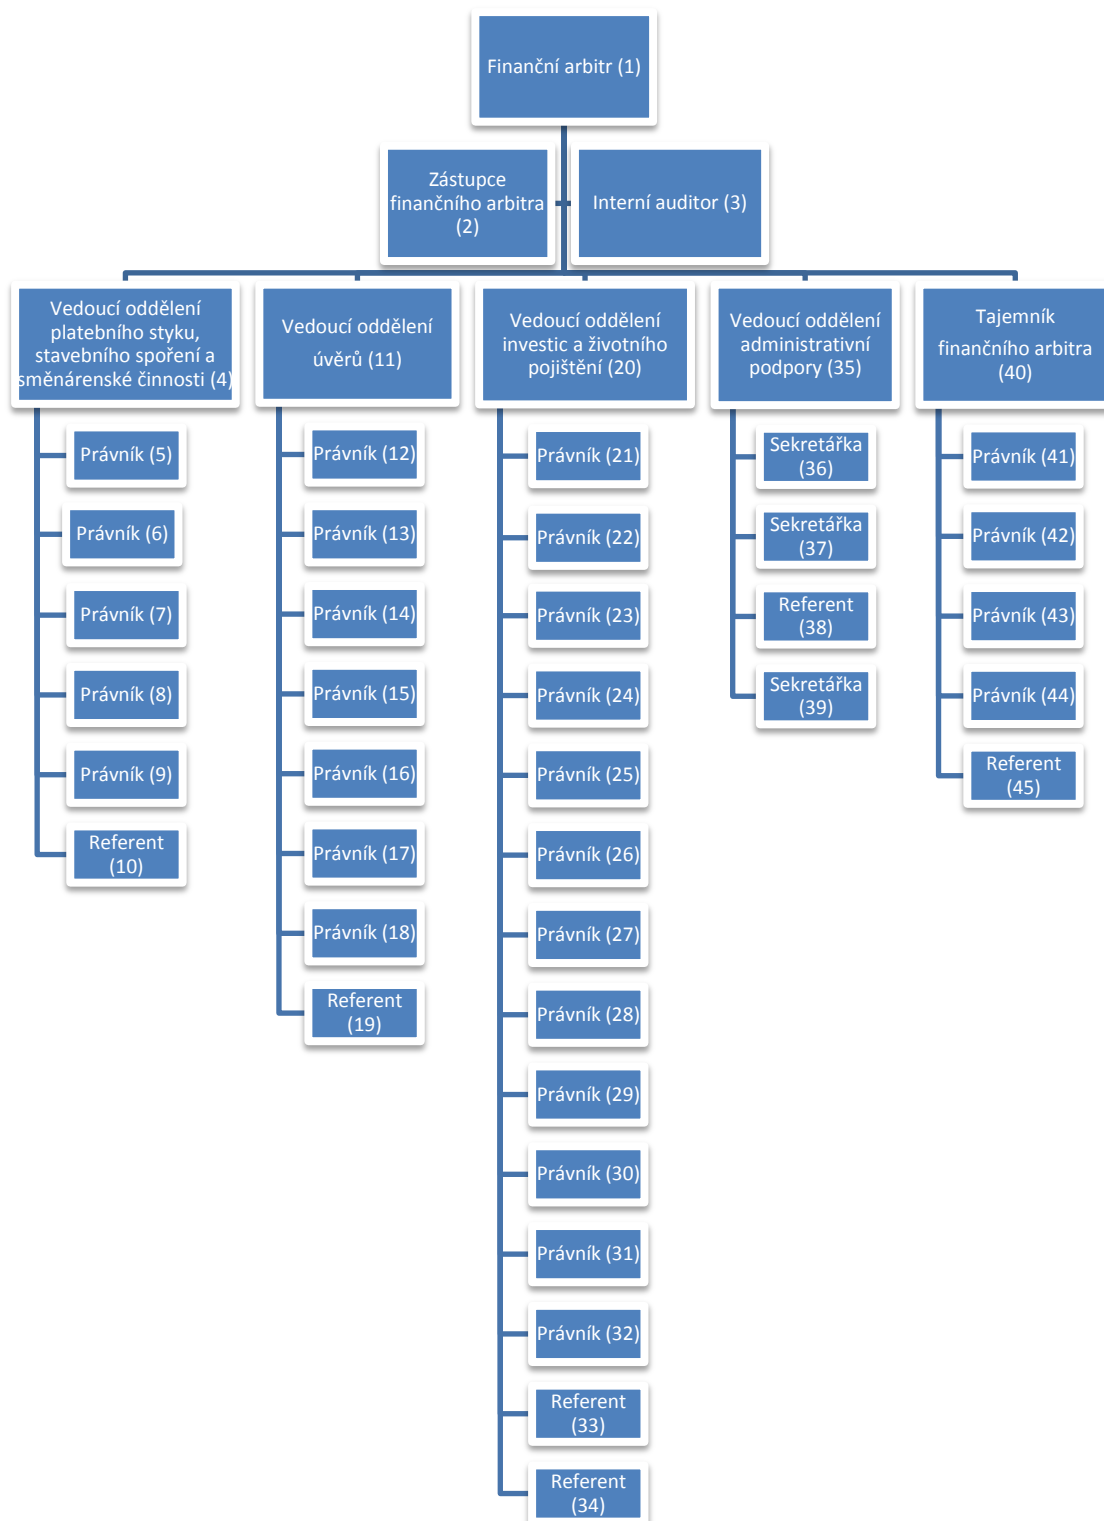 Finanční arbitr (1)
Zástupce
finančního arbitra
(2)
Interní auditor (3)
Vedoucí oddělení
platebního styku,
stavebního spoření a
směnárenské činnosti (4)
Právník (5)
Právník (6)
Právník (7)
Právník (8)
Právník (9)
Referent
(10)
Vedoucí oddělení
úvěrů (11)
Právník (12)
Právník (13)
Právník (14)
Právník (15)
Právník (16)
Právník (17)
Právník (18)
Referent
(19)
Vedoucí oddělení
investic a životního
pojištění (20)
Právník (21)
Právník (22)
Právník (23)
Právník (24)
Právník (25)
Právník (26)
Právník (27)
Právník (28)
Právník (29)
Právník (30)
Právník (31)
Právník (32)
Referent
(33)
Referent
(34)
Vedoucí oddělení
administrativní
podpory (35)
Sekretářka
(36)
Sekretářka
(37)
Referent
(38)
Sekretářka
(39)
Tajemník
finančního arbitra
(40)
Právník (41)
Právník (42)
Právník (43)
Právník (44)
Referent
(45)